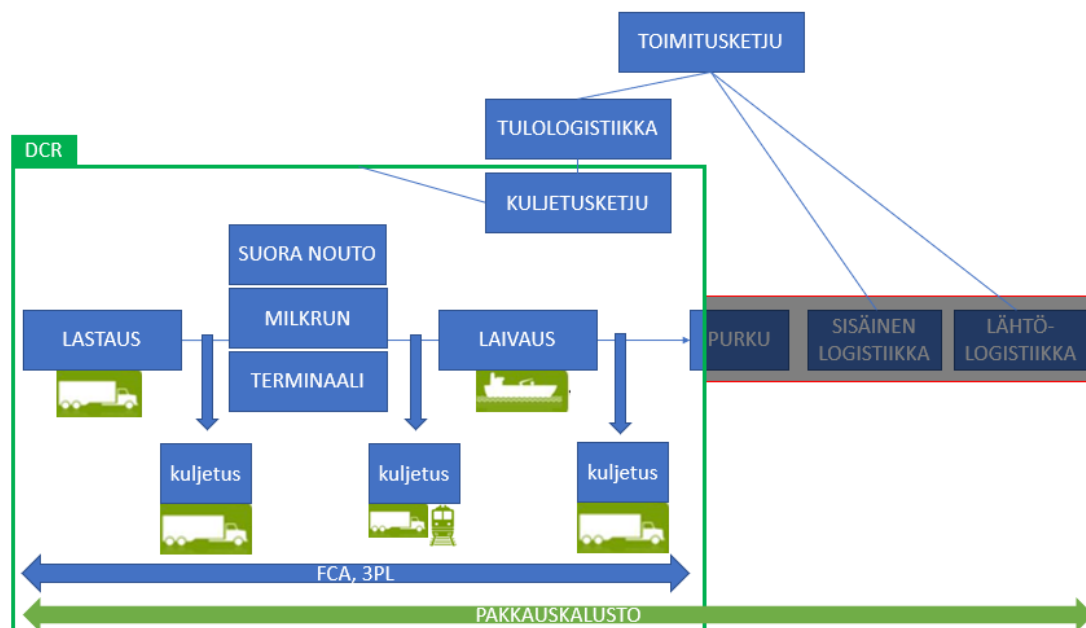 TOIMITUSKETJU
TULOLOGISTIIKKA
DCR
KULJETUSKETJU
SUORA NOUTO
LASTAUS
MILKRUN
LAIVAUS
PURKU
SISÄINEN
LOGISTIIKKA
LÄHTÖ-
LOGISTIIKKA
TERMINAALI
kuljetus
kuljetus
kuljetus
FCA, 3PL
PAKKAUSKALUSTO